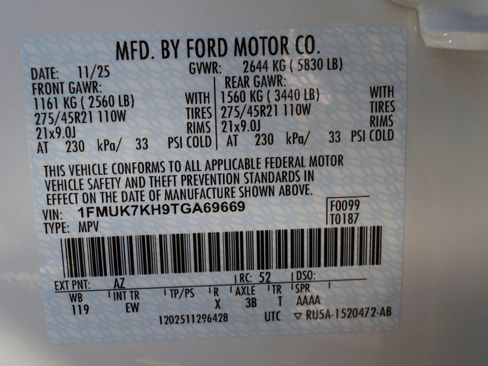 MFD. BY FORD MOTOR CO.
DATE: 11/25 GVWR: 2644 KG ( 5830 LB)
FRONT GAWR: REAR GAWR:
1161 KG ( 2560 LB) WITH 1560 KG ( 3440 LB) WITH
275/45R21 110W TIRES 275/45R21 110W TIRES
21x9.0J RIMS 21x9.0J RIMS
AT 230 kPa/ 33 PSI COLD AT 230 kPa/ 33 PSI COLD
THIS VEHICLE CONFORMS TO ALL APPLICABLE FEDERAL MOTOR
VEHICLE SAFETY AND THEFT PREVENTION STANDARDS IN
EFFECT ON THE DATE OF MANUFACTURE SHOWN ABOVE.
VIN: 1FMUK7KH9TGA69669 F0099
TYPE: MPV T0187
EXT PNT: AZ RC: 52 DSO:
WB INT TR TP/PS R AXLE TR SPR
119 EW X 3B T AAAA
1202511296428 UTC ▽ RU5A-1520472-AB